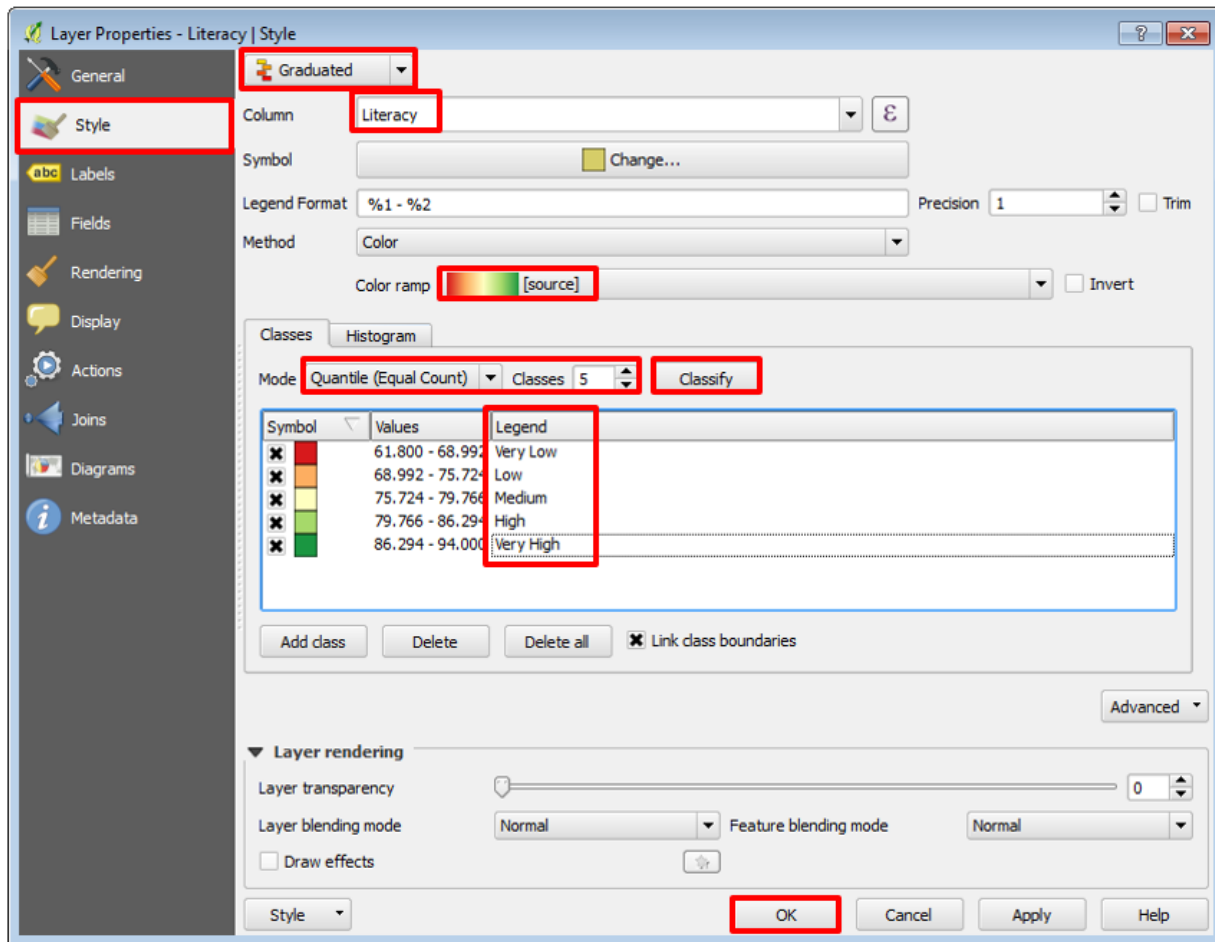 Layer Properties - Literacy | Style
General
Style
Labels
Fields
Rendering
Display
Actions
Joins
Diagrams
Metadata
Graduated
Column Literacy ε
Symbol Change...
Legend Format %1 - %2 Precision 1 Trim
Method Color
Color ramp [source] Invert
Classes Histogram
Mode Quantile (Equal Count) Classes 5 Classify
Symbol Values Legend
61.800 - 68.992 Very Low
68.992 - 75.724 Low
75.724 - 79.766 Medium
79.766 - 86.294 High
86.294 - 94.000 Very High
Add class Delete Delete all Link class boundaries
Advanced
Layer rendering
Layer transparency 0
Layer blending mode Normal Feature blending mode Normal
Draw effects
Style OK Cancel Apply Help
abc